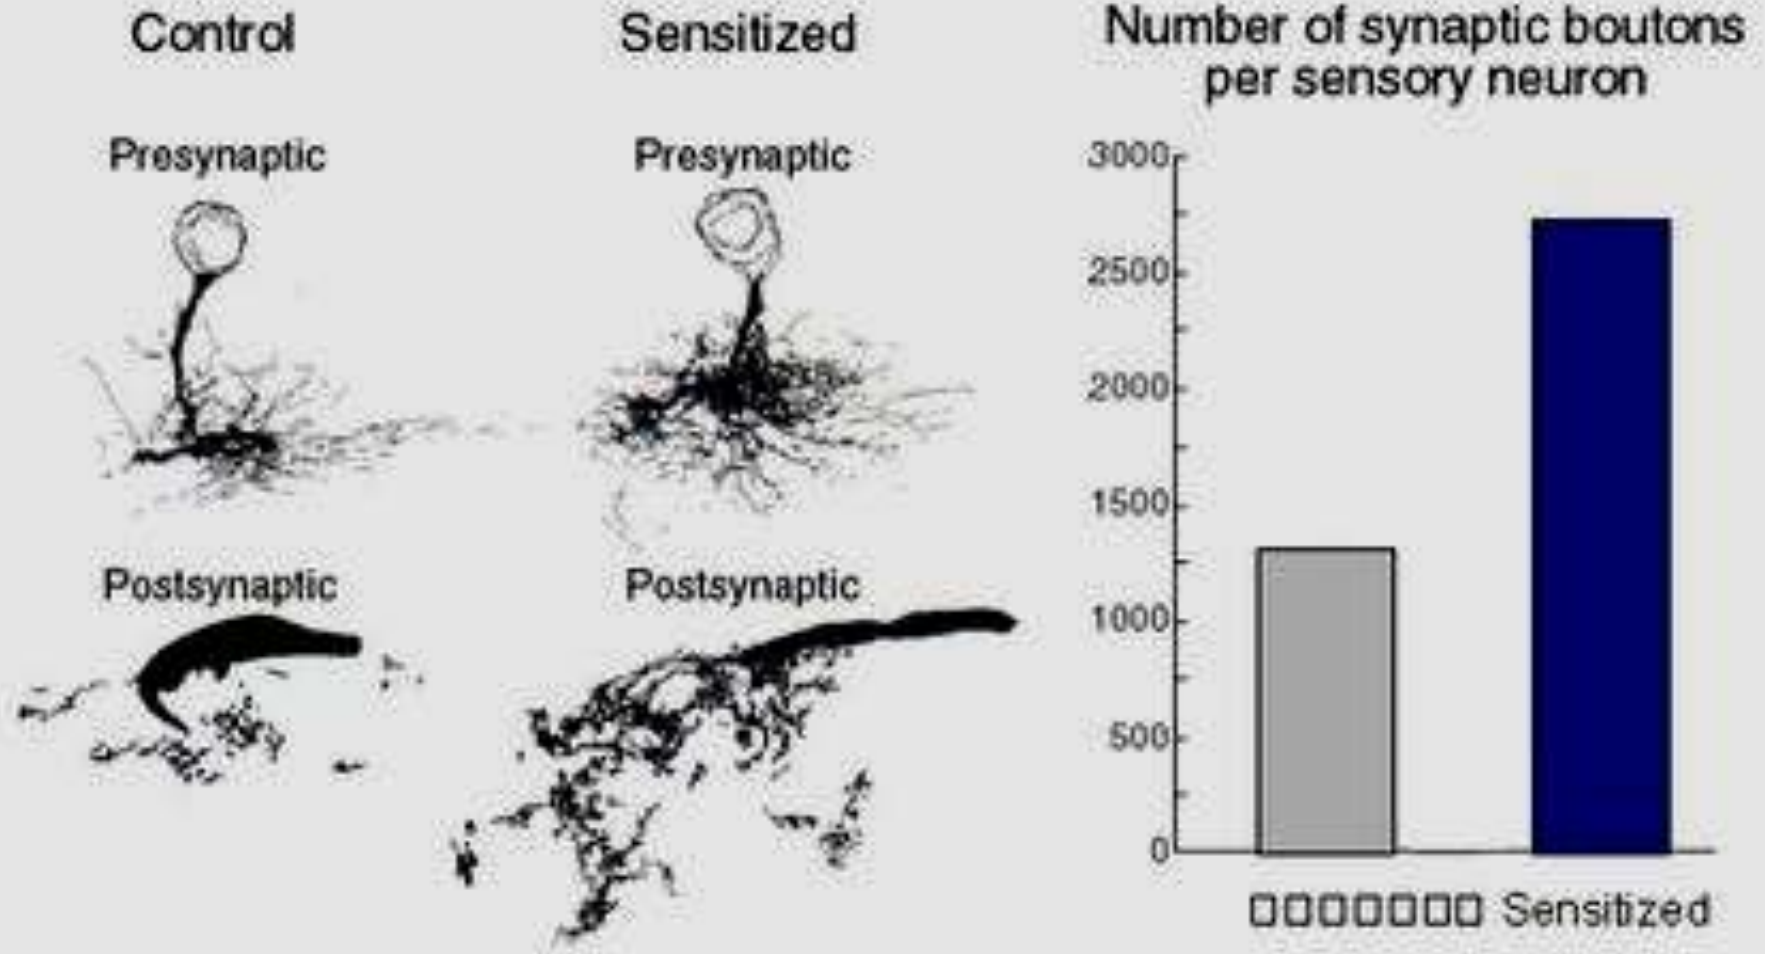 Control
Sensitized
Number of synaptic boutons
per sensory neuron
Presynaptic
Presynaptic
Postsynaptic
Postsynaptic
3000
2500
2000
1500
1000
500
0
Sensitized